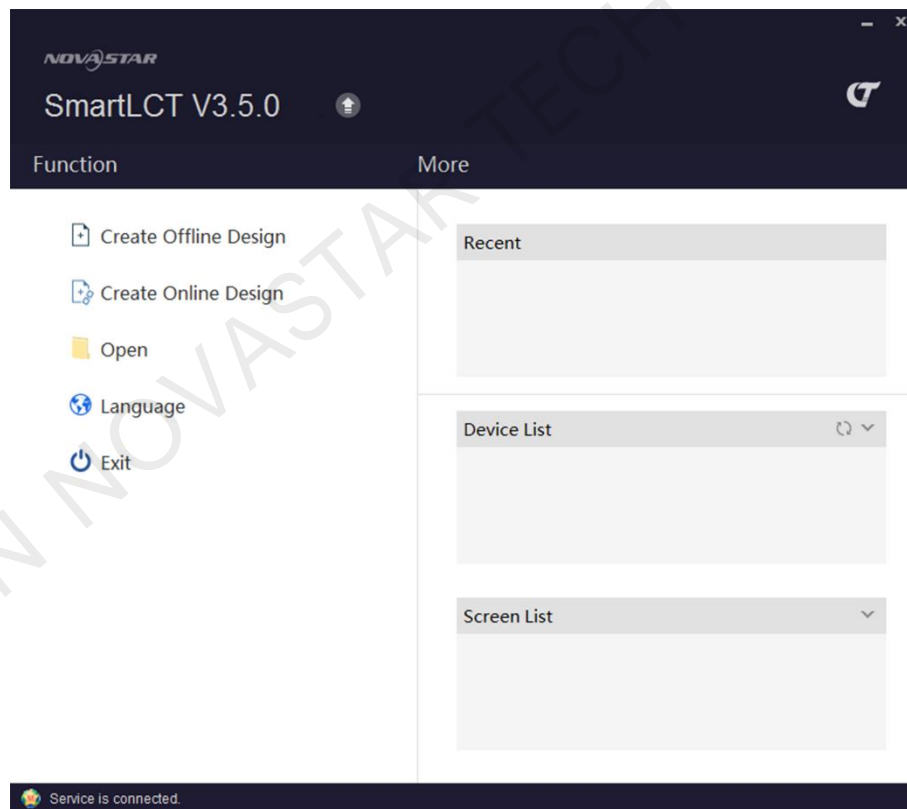 NOVASTAR
SmartLCT V3.5.0
Function
More
Create Offline Design
Create Online Design
Open
Language
Exit
Recent
Device List
Screen List
Service is connected.
N NOVASTAR TECH